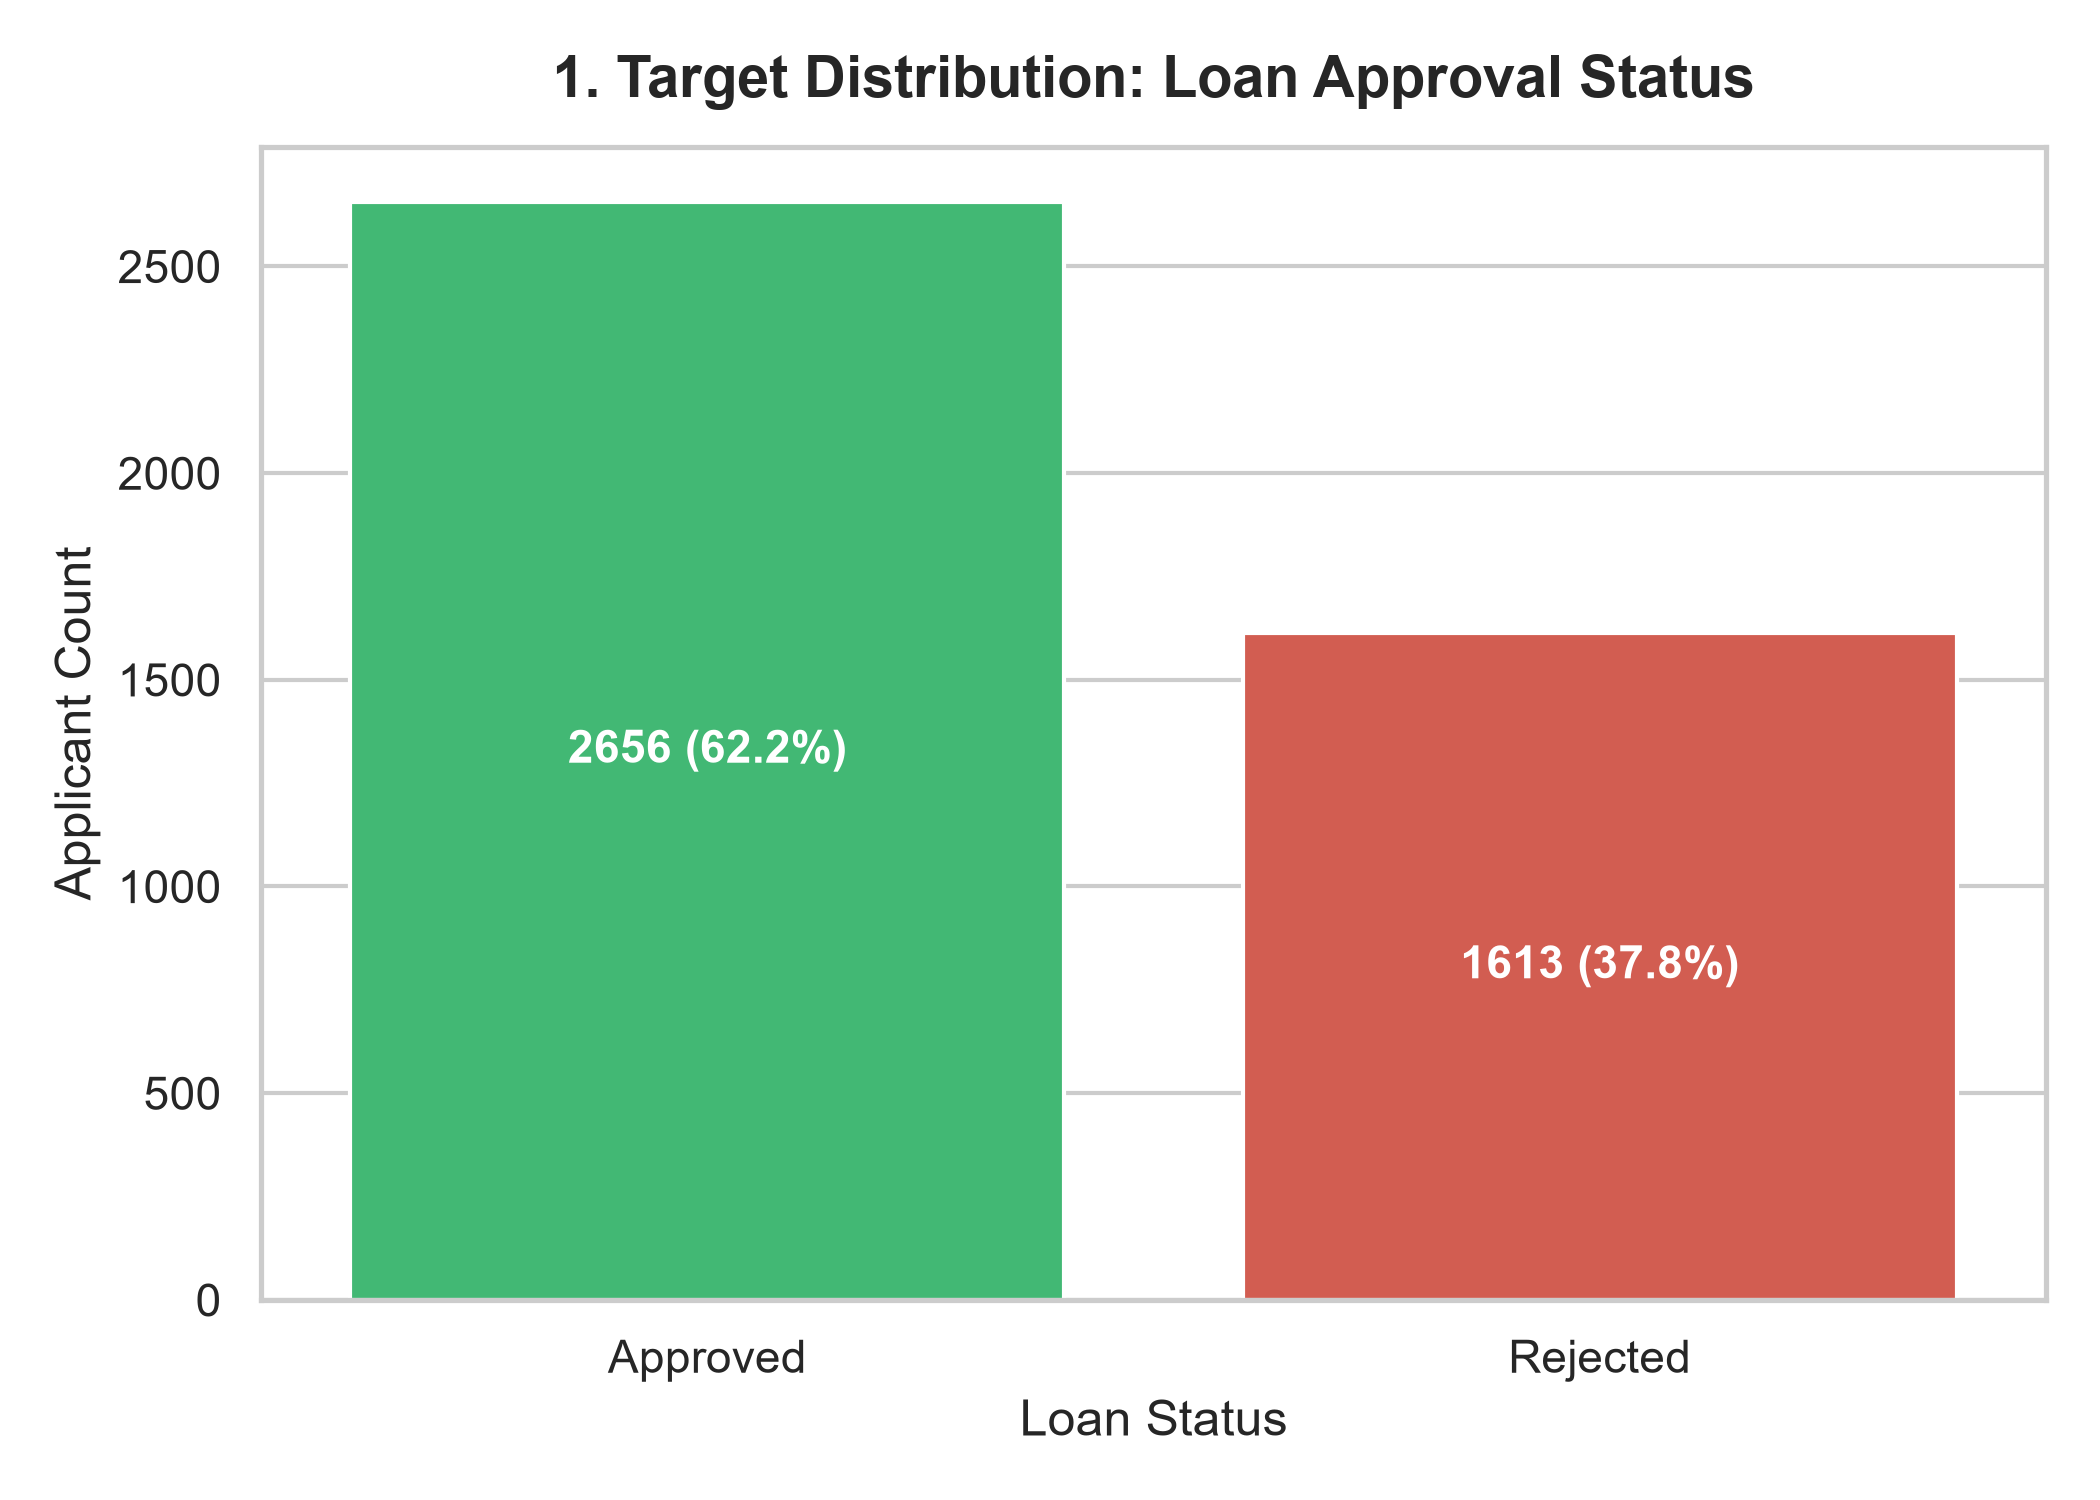 1. Target Distribution: Loan Approval Status
Applicant Count
2500
2000
1500
1000
500
0
2656 (62.2%)
1613 (37.8%)
Approved
Rejected
Loan Status